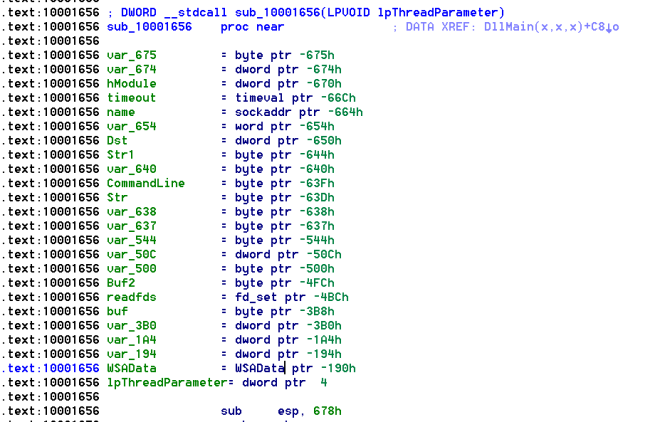 .text:10001656 ; DWORD __stdcall sub_10001656(LPVOID lpThreadParameter)
.text:10001656 sub_10001656 proc near ; DATA XREF: DllMain(x,x,x)+C8↓o
.text:10001656
.text:10001656 var_675 = byte ptr -675h
.text:10001656 var_674 = dword ptr -674h
.text:10001656 hModule = dword ptr -670h
.text:10001656 timeout = timeval ptr -66Ch
.text:10001656 name = sockaddr ptr -664h
.text:10001656 var_654 = word ptr -654h
.text:10001656 Dst = dword ptr -650h
.text:10001656 Str1 = byte ptr -644h
.text:10001656 var_640 = byte ptr -640h
.text:10001656 CommandLine = byte ptr -63Fh
.text:10001656 Str = byte ptr -63Dh
.text:10001656 var_638 = byte ptr -638h
.text:10001656 var_637 = byte ptr -637h
.text:10001656 var_544 = byte ptr -544h
.text:10001656 var_50C = dword ptr -50Ch
.text:10001656 var_500 = byte ptr -500h
.text:10001656 Buf2 = byte ptr -4FCh
.text:10001656 readfds = fd_set ptr -4BCh
.text:10001656 buf = byte ptr -3B8h
.text:10001656 var_3B0 = dword ptr -3B0h
.text:10001656 var_1A4 = dword ptr -1A4h
.text:10001656 var_194 = dword ptr -194h
.text:10001656 WSAData = WSAData ptr -190h
.text:10001656 lpThreadParameter= dword ptr 4
.text:10001656
.text:10001656 sub esp, 678h